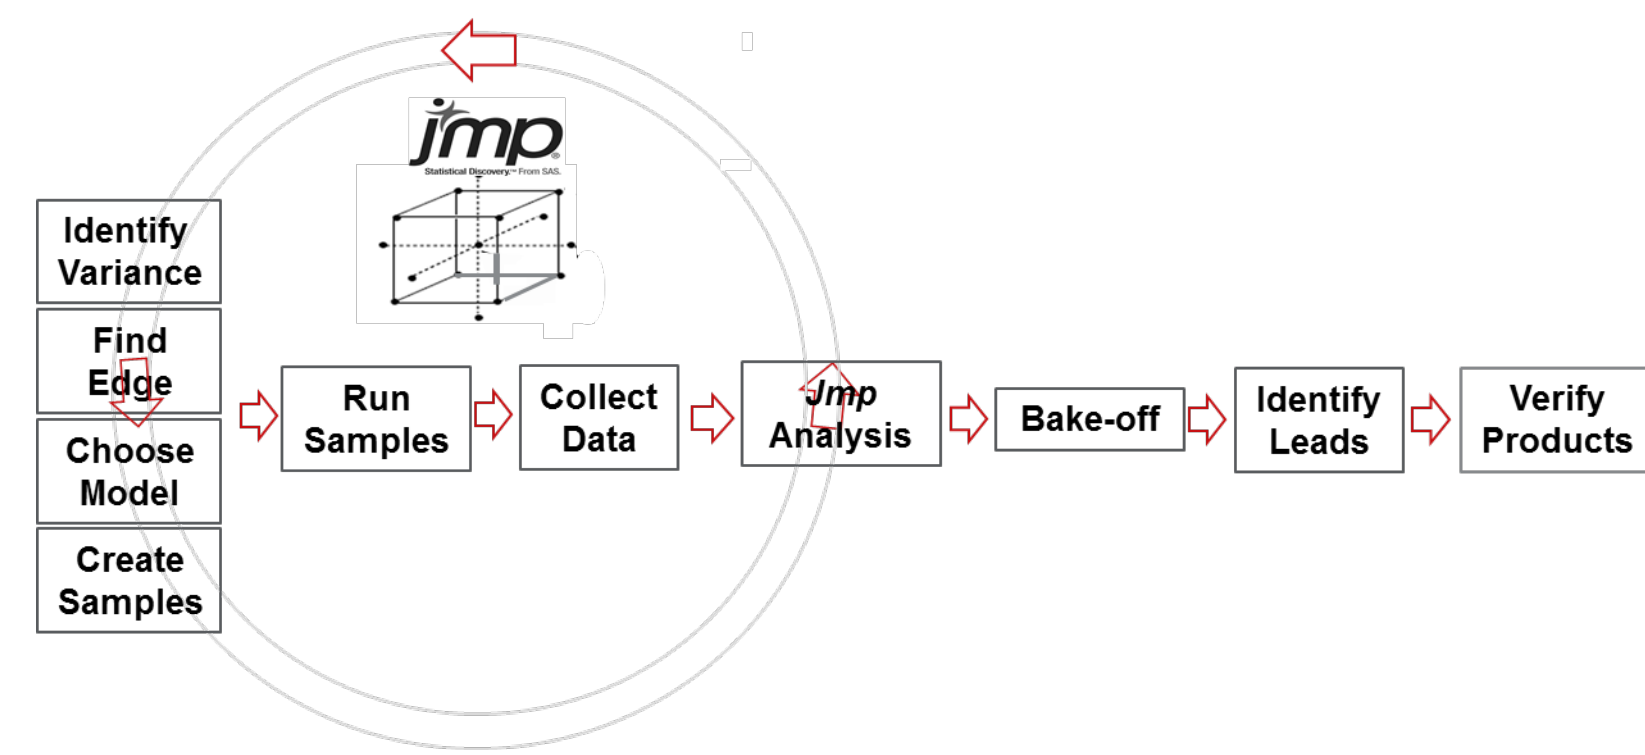 jmp®
Statistical Discovery.™ From SAS.
Identify
Variance
Find
Edge
Choose
Model
Create
Samples
Run
Samples
Collect
Data
Jmp
Analysis
Bake-off
Identify
Leads
Verify
Products